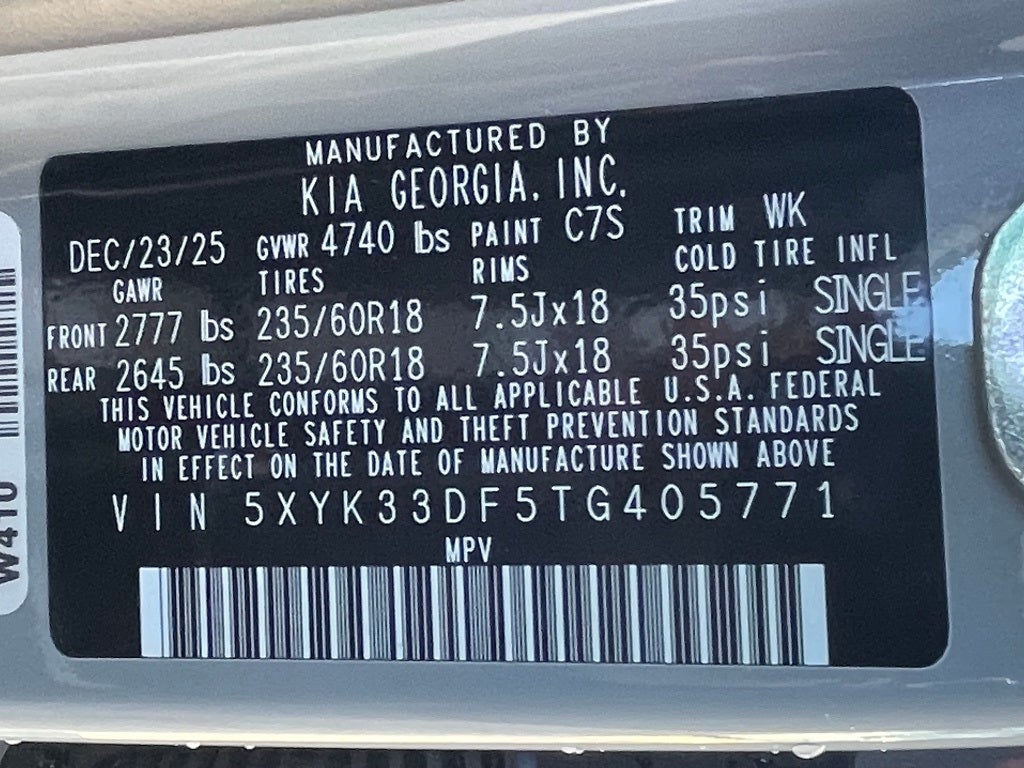 MANUFACTURED BY
KIA GEORGIA, INC.
DEC/23/25 GVWR 4740 lbs PAINT C7S TRIM WK
GAWR TIRES RIMS COLD TIRE INFL
FRONT 2777 lbs 235/60R18 7.5Jx18 35psi SINGLE
REAR 2645 lbs 235/60R18 7.5Jx18 35psi SINGLE
THIS VEHICLE CONFORMS TO ALL APPLICABLE U.S.A. FEDERAL
MOTOR VEHICLE SAFETY AND THEFT PREVENTION STANDARDS
IN EFFECT ON THE DATE OF MANUFACTURE SHOWN ABOVE
VIN 5XYK33DF5TG405771
MPV
W410